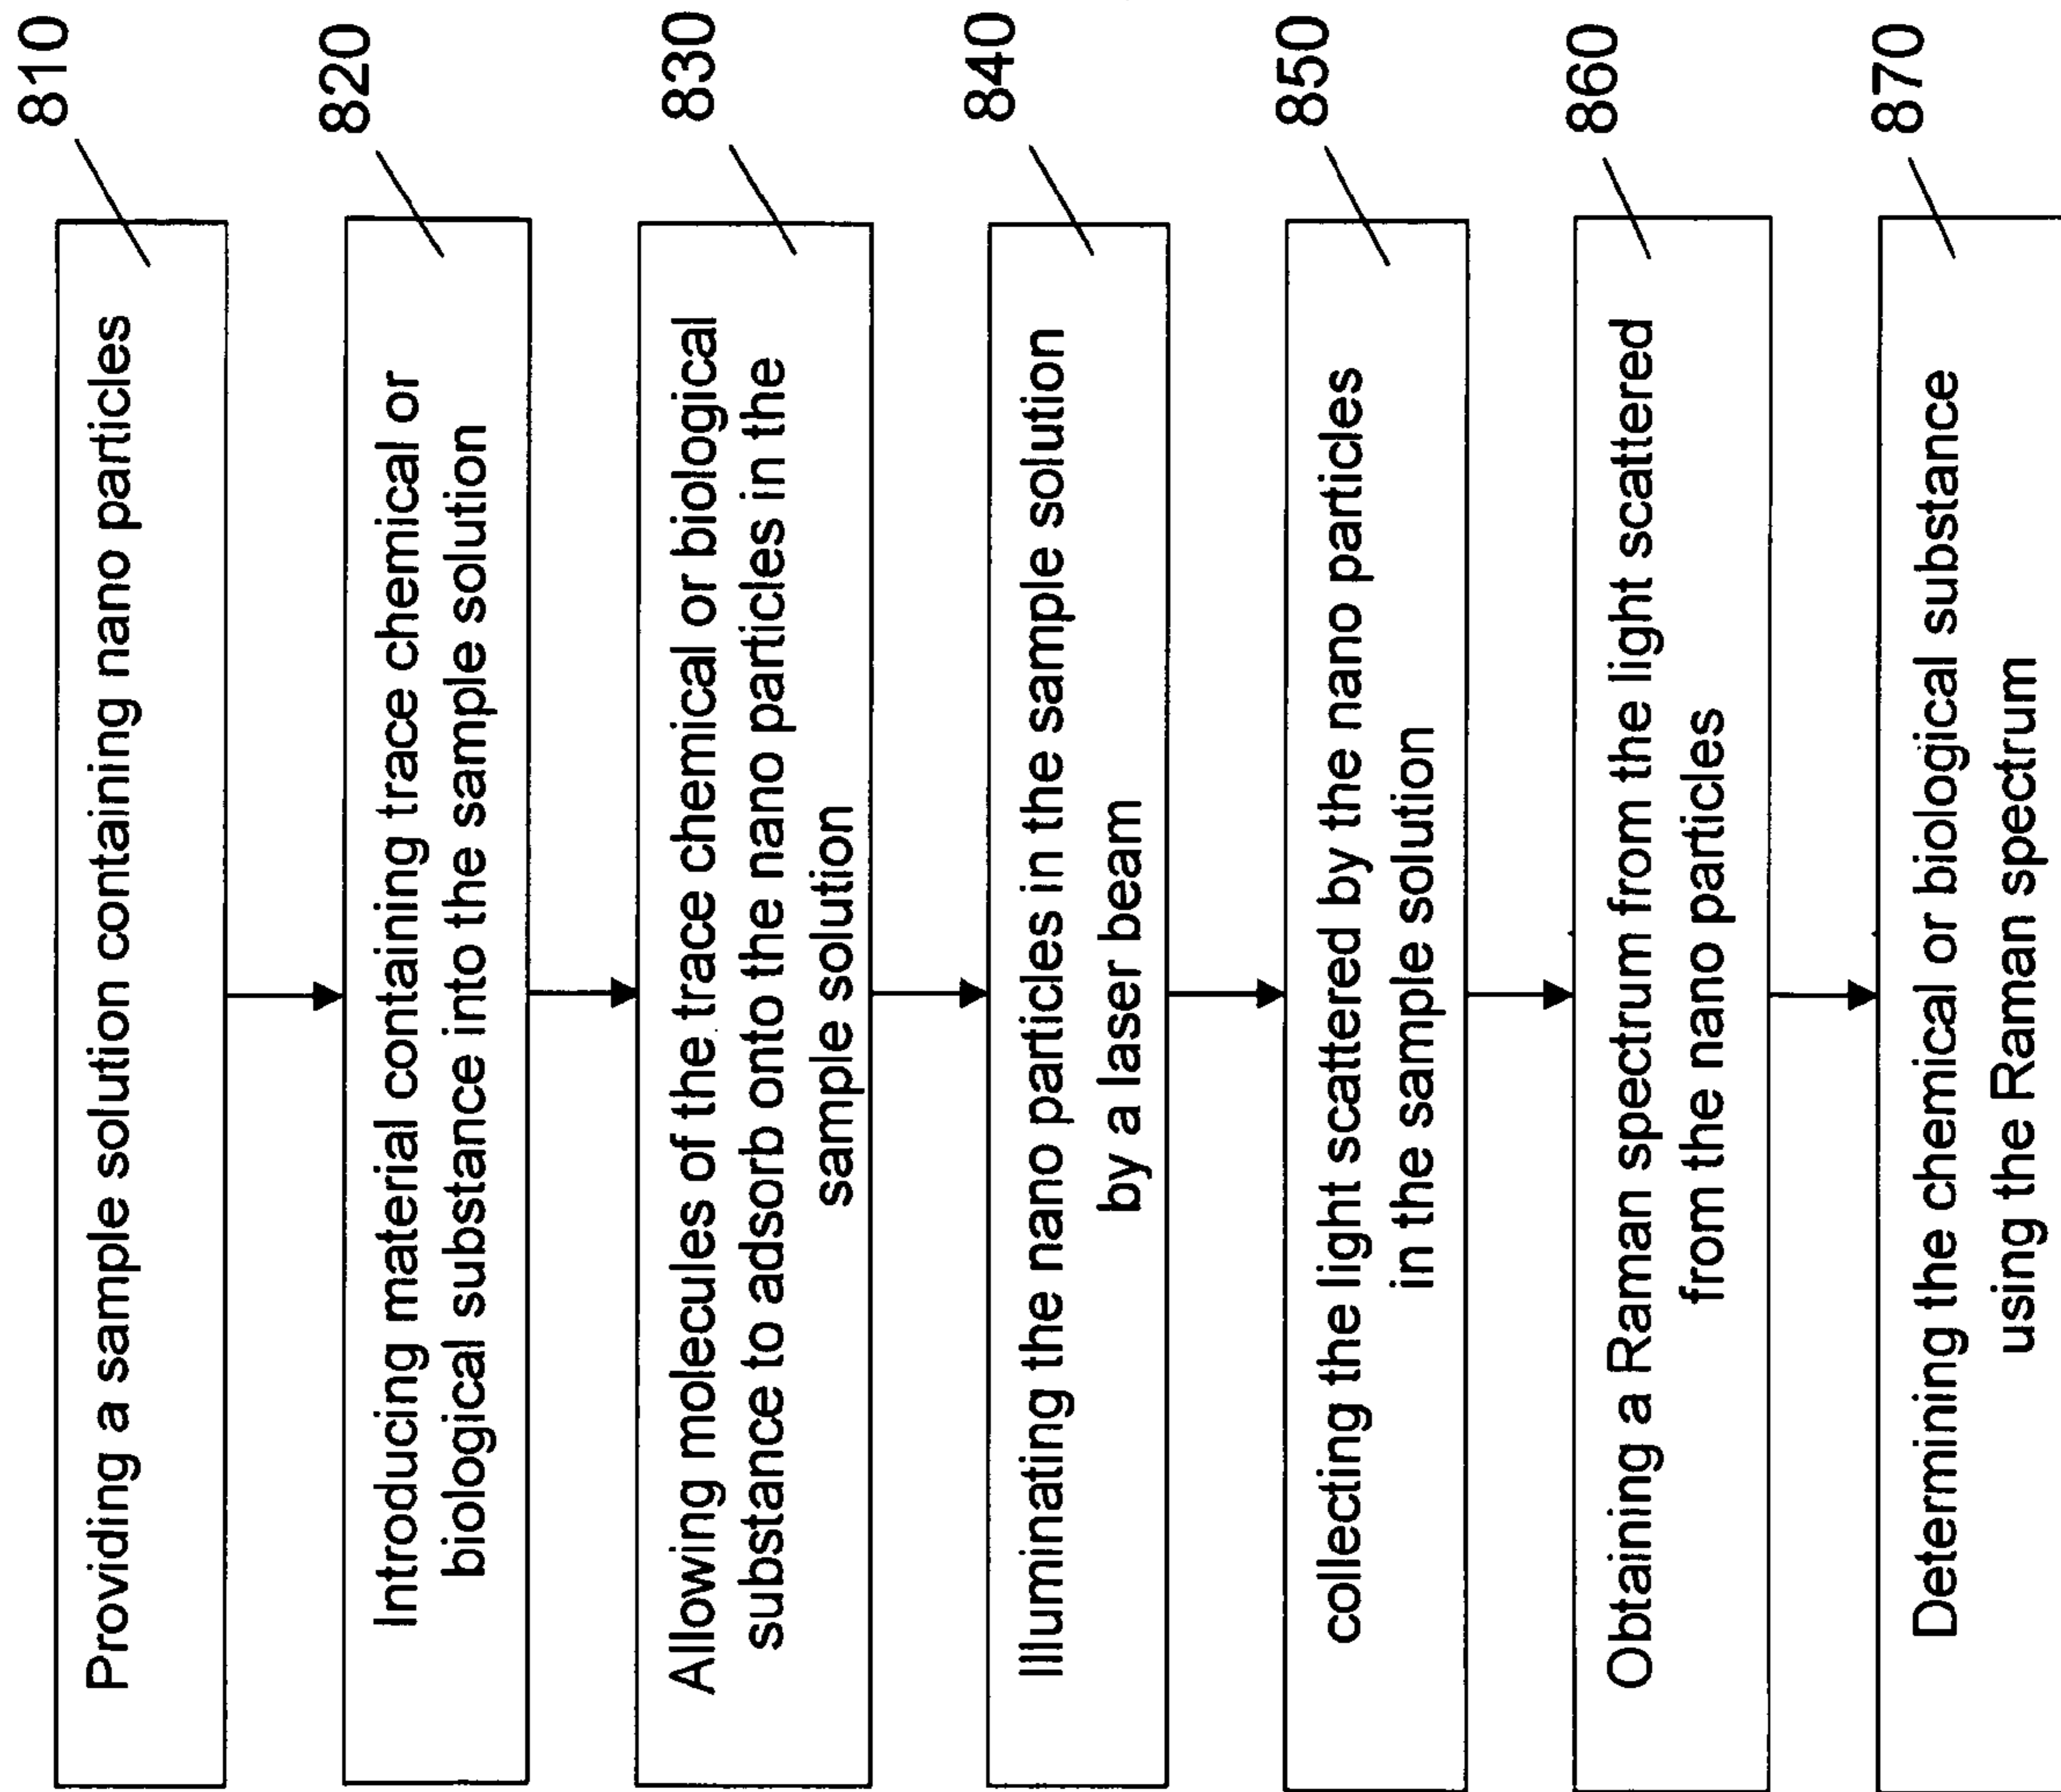 810
Providing a sample solution containing nano particles
820
Introducing material containing trace chemical or
biological substance into the sample solution
830
Allowing molecules of the trace chemical or biological
substance to adsorb onto the nano particles in the
sample solution
840
Illuminating the nano particles in the sample solution
by a laser beam
850
collecting the light scattered by the nano particles
in the sample solution
860
Obtaining a Raman spectrum from the light scattered
from the nano particles
870
Determining the chemical or biological substance
using the Raman spectrum